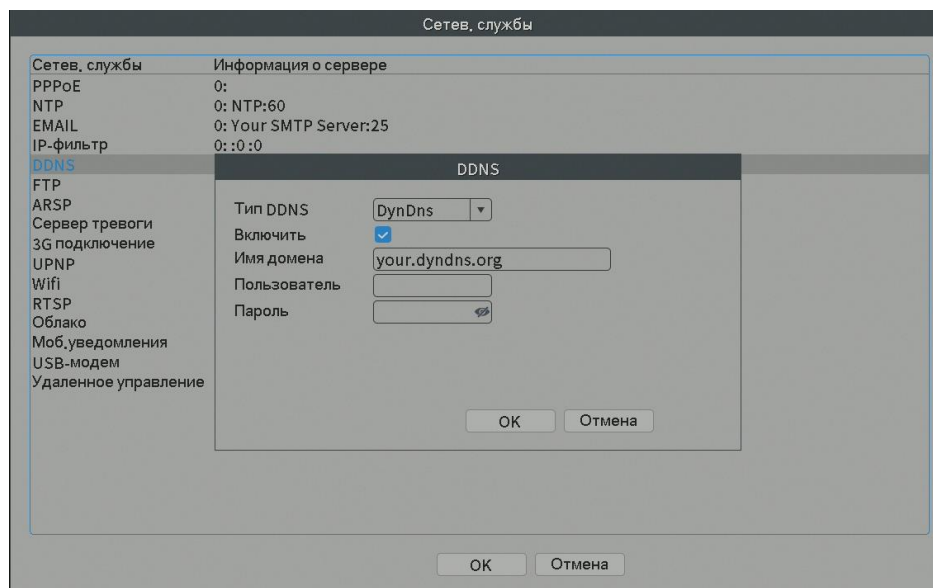 Сетев. службы
Сетев. службы Информация о сервере
PPPoE 0:
NTP 0: NTP:60
EMAIL 0: Your SMTP Server:25
IP-фильтр 0: :0 :0
DDNS
DDNS
FTP
ARSP
Тип DDNS DynDns
Сервер тревоги
Включить
3G подключение
Имя домена your.dyndns.org
UPNP
Wifi
Пользователь
RTSP
Пароль
Облако
Моб.уведомления
USB-модем
Удаленное управление
OK Отмена
OK Отмена